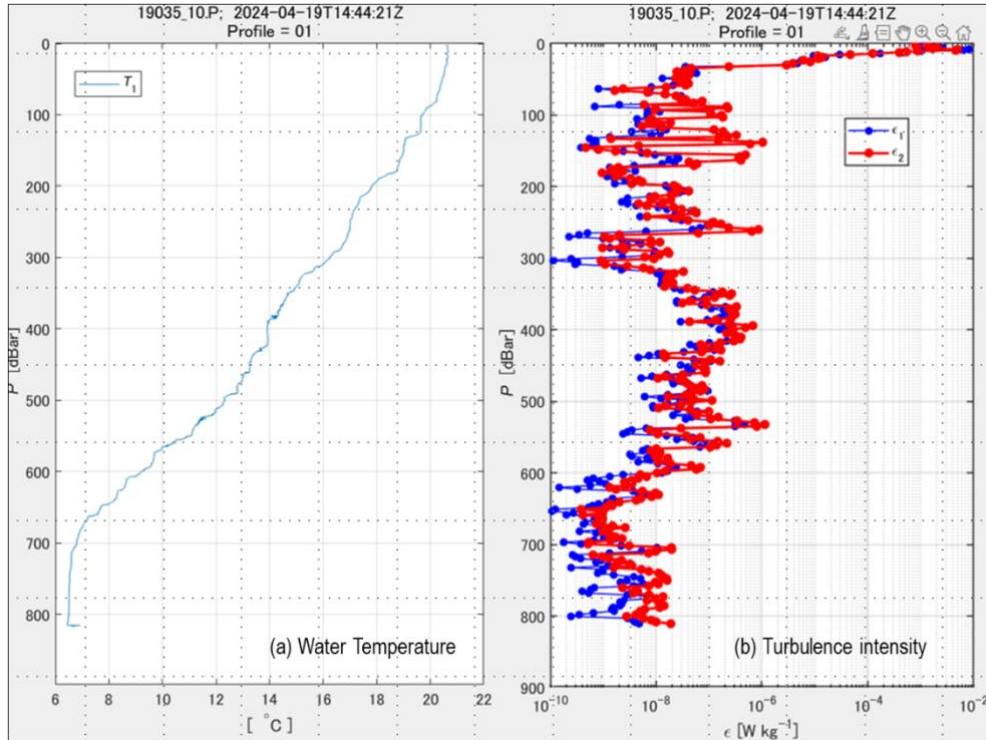 19035_10.P; 2024-04-19T14:44:21Z
Profile = 01
T₁
0
100
200
300
400
500
600
700
800
P [dBar]
6 8 10 12 14 16 18 20 22
[ °C ]
(a) Water Temperature
19035_10.P; 2024-04-19T14:44:21Z
Profile = 01
ϵ₁
ϵ₂
0
100
200
300
400
500
600
700
800
900
P [dBar]
10⁻¹⁰ 10⁻⁸ 10⁻⁶ 10⁻⁴ 10⁻²
ϵ [W kg⁻¹]
(b) Turbulence intensity